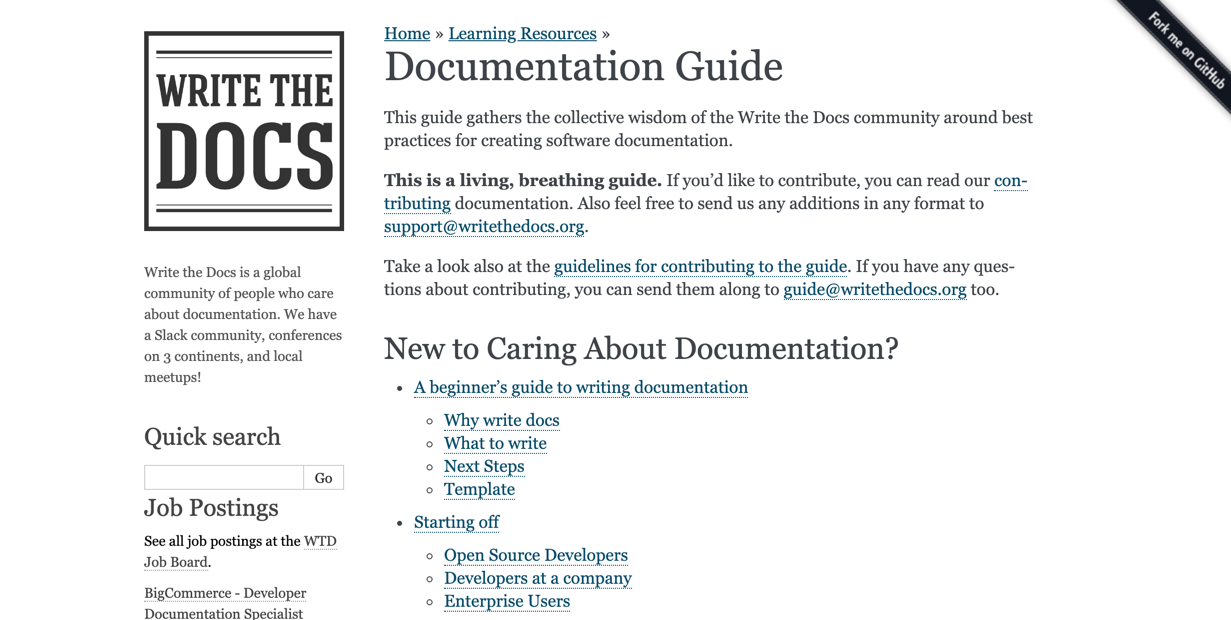 WRITE THE
DOCS
Write the Docs is a global
community of people who care
about documentation. We have
a Slack community, conferences
on 3 continents, and local
meetups!
Quick search
Go
Job Postings
See all job postings at the WTD
Job Board.
BigCommerce - Developer
Documentation Specialist
Home » Learning Resources »
Documentation Guide
This guide gathers the collective wisdom of the Write the Docs community around best
practices for creating software documentation.
This is a living, breathing guide. If you’d like to contribute, you can read our con-
tributing documentation. Also feel free to send us any additions in any format to
support@writethedocs.org.
Take a look also at the guidelines for contributing to the guide. If you have any ques-
tions about contributing, you can send them along to guide@writethedocs.org too.
New to Caring About Documentation?
• A beginner’s guide to writing documentation
◦ Why write docs
◦ What to write
◦ Next Steps
◦ Template
• Starting off
◦ Open Source Developers
◦ Developers at a company
◦ Enterprise Users
Fork me on GitHub